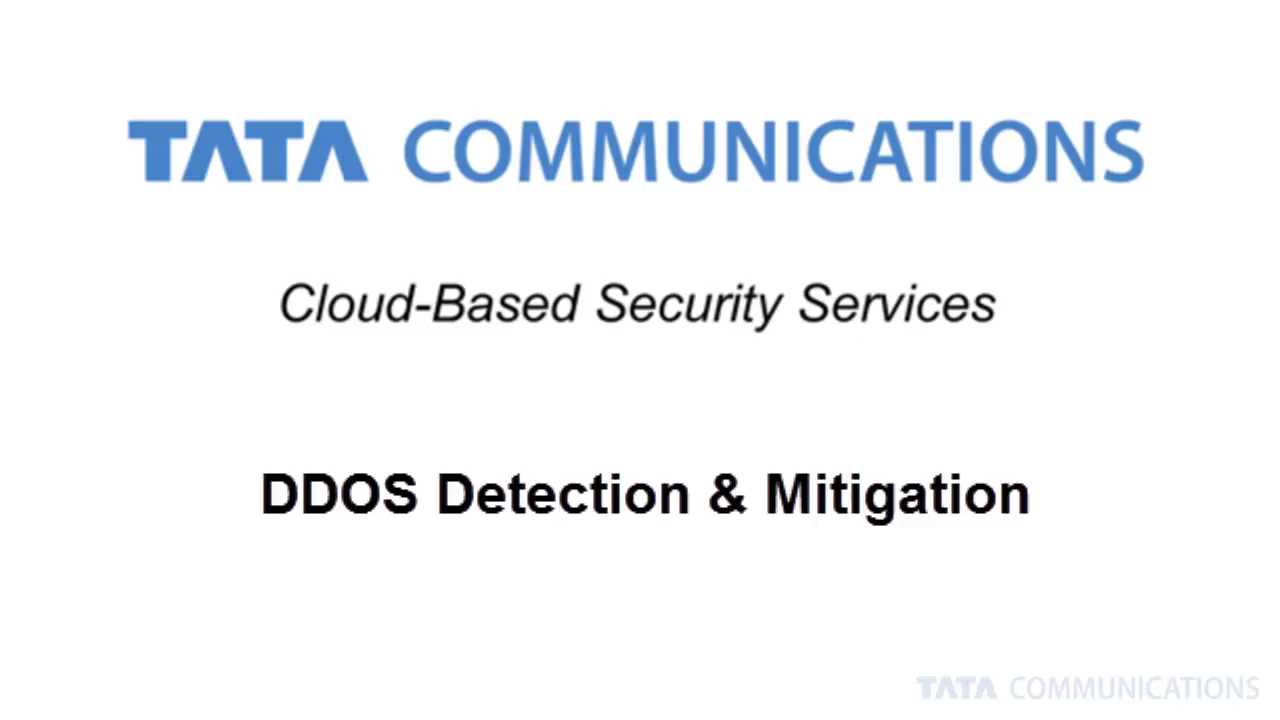 TATA COMMUNICATIONS
Cloud-Based Security Services
DDOS Detection & Mitigation
TATA COMMUNICATIONS